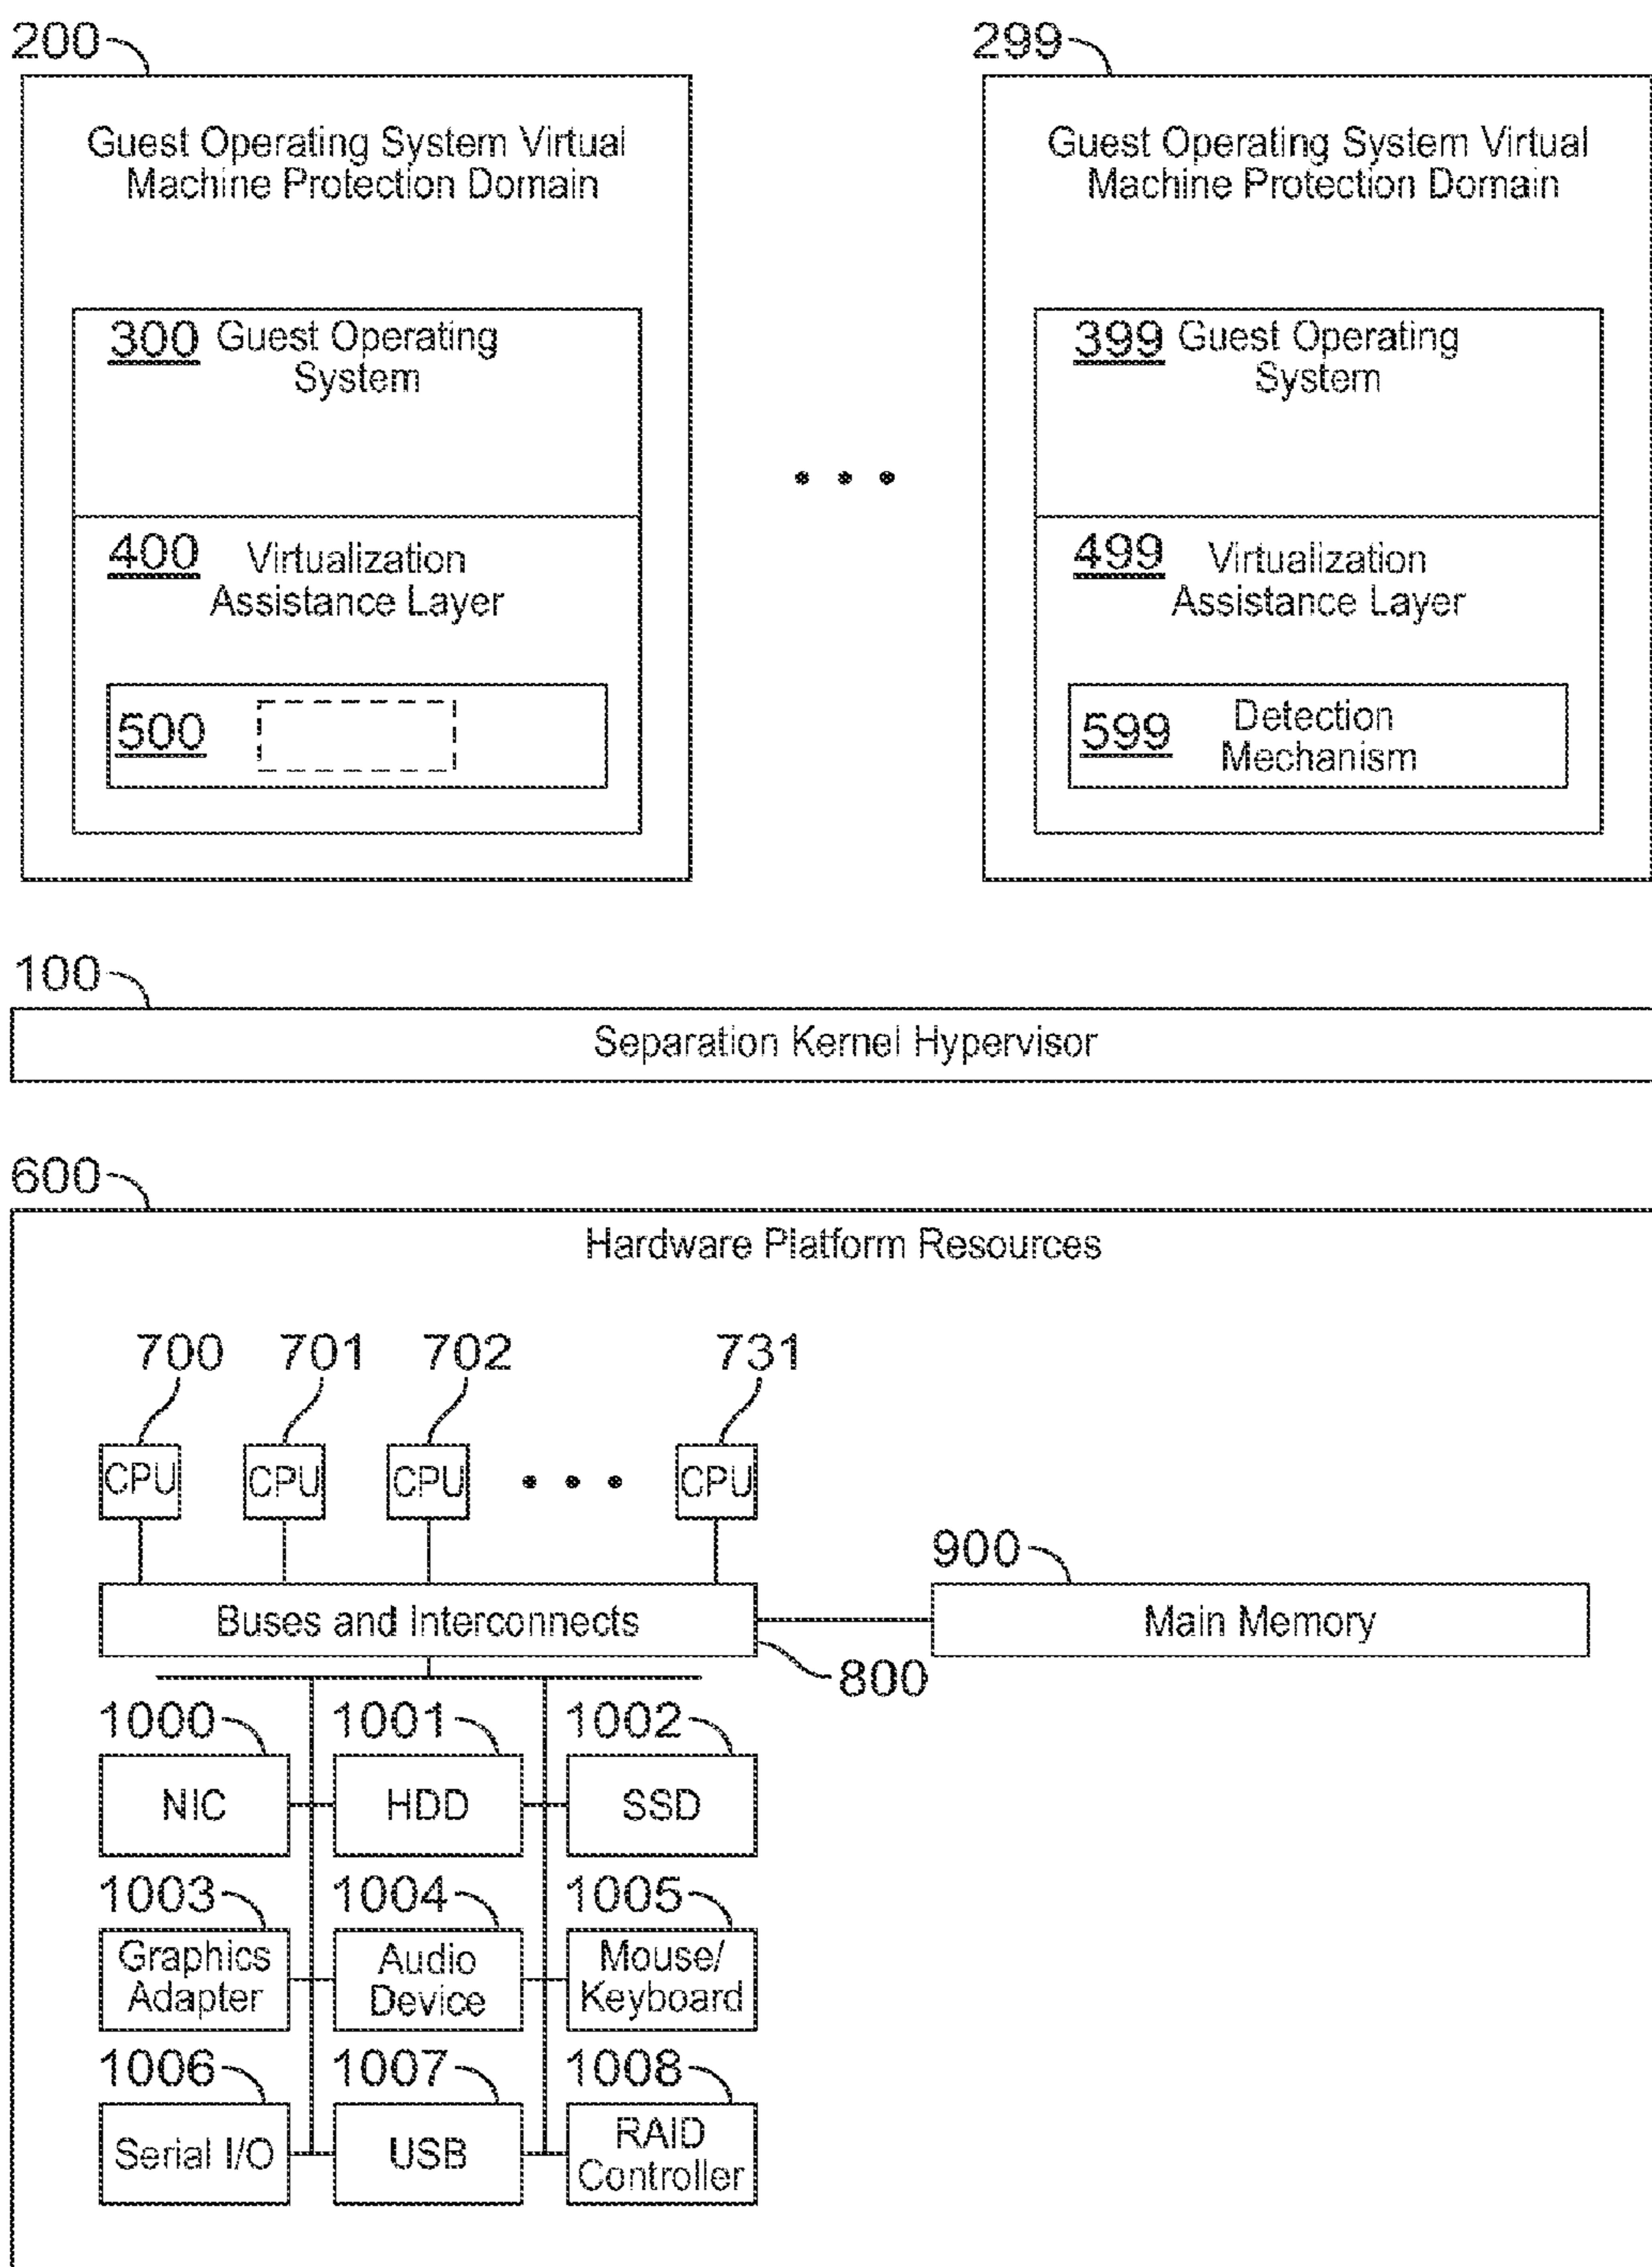 200
299
Guest Operating System Virtual
Machine Protection Domain
Guest Operating System Virtual
Machine Protection Domain
300 Guest Operating
System
399 Guest Operating
System
400 Virtualization
Assistance Layer
499 Virtualization
Assistance Layer
500
599 Detection
Mechanism
100
Separation Kernel Hypervisor
600
Hardware Platform Resources
700 701 702 731
CPU CPU CPU CPU
900
Buses and Interconnects
Main Memory
800
1000 1001 1002
NIC HDD SSD
1003 1004 1005
Graphics
Adapter
Audio
Device
Mouse/
Keyboard
1006 1007 1008
Serial I/O
USB
RAID
Controller